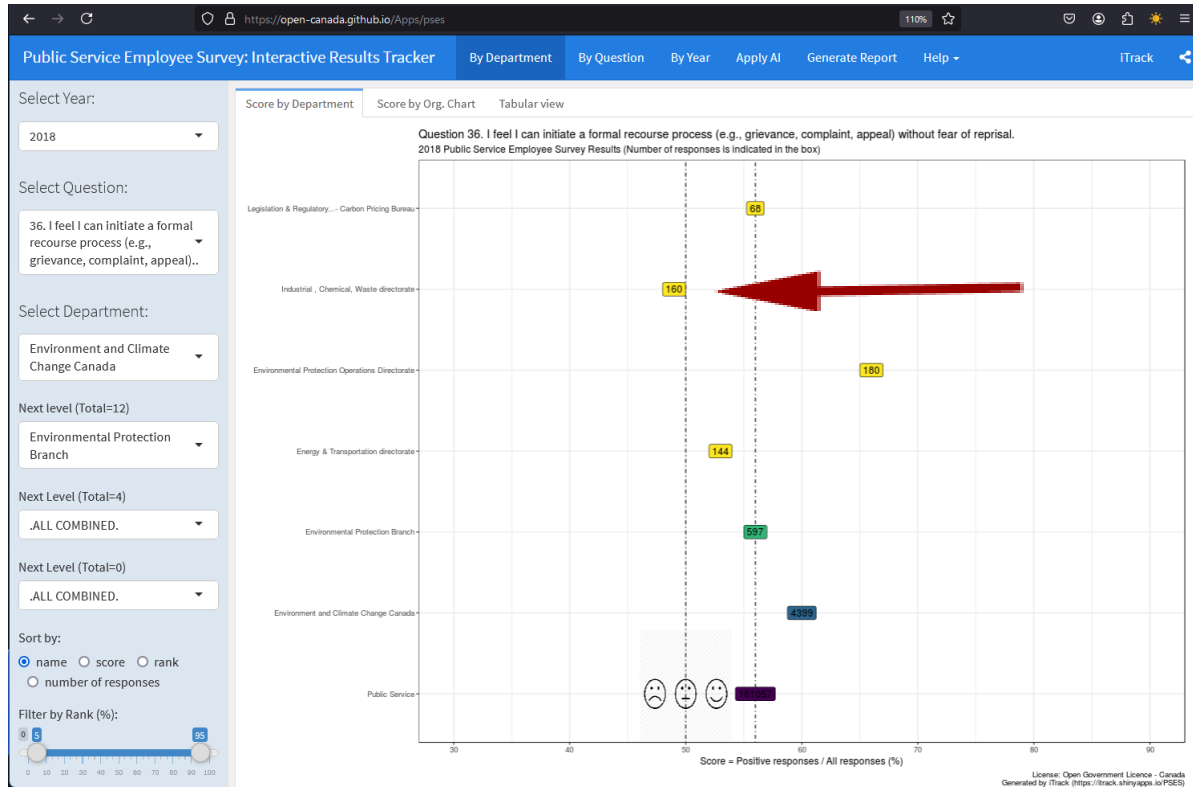 https://open-canada.github.io/Apps/pses
110%
Public Service Employee Survey: Interactive Results Tracker
By Department
By Question
By Year
Apply AI
Generate Report
Help
iTrack
Select Year:
2018
Select Question:
36. I feel I can initiate a formal
recourse process (e.g.,
grievance, complaint, appeal)..
Select Department:
Environment and Climate
Change Canada
Next level (Total=12)
Environmental Protection
Branch
Next Level (Total=4)
.ALL COMBINED.
Next Level (Total=0)
.ALL COMBINED.
Sort by:
name
score
rank
number of responses
Filter by Rank (%):
0
5
95
0 10 20 30 40 50 60 70 80 90 100
Score by Department
Score by Org. Chart
Tabular view
Question 36. I feel I can initiate a formal recourse process (e.g., grievance, complaint, appeal) without fear of reprisal.
2018 Public Service Employee Survey Results (Number of responses is indicated in the box)
Legislation & Regulatory...- Carbon Pricing Bureau
68
Industrial , Chemical, Waste directorate
160
Environmental Protection Operations Directorate
180
Energy & Transportation directorate
144
Environmental Protection Branch
597
Environment and Climate Change Canada
4399
Public Service
30 40 50 60 70 80 90
Score = Positive responses / All responses (%)
License: Open Government Licence - Canada
Generated by iTrack (https://itrack.shinyapps.io/PSES)